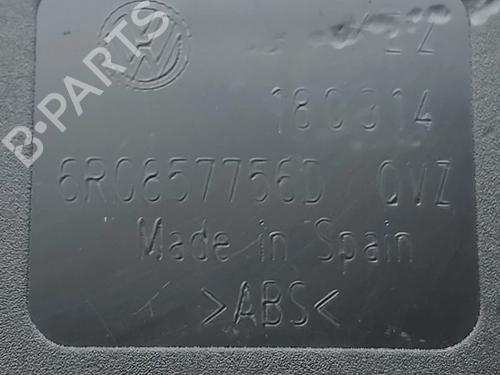 180314
6R0857756D QVZ
Made in Spain
>ABS<
B-PARTS